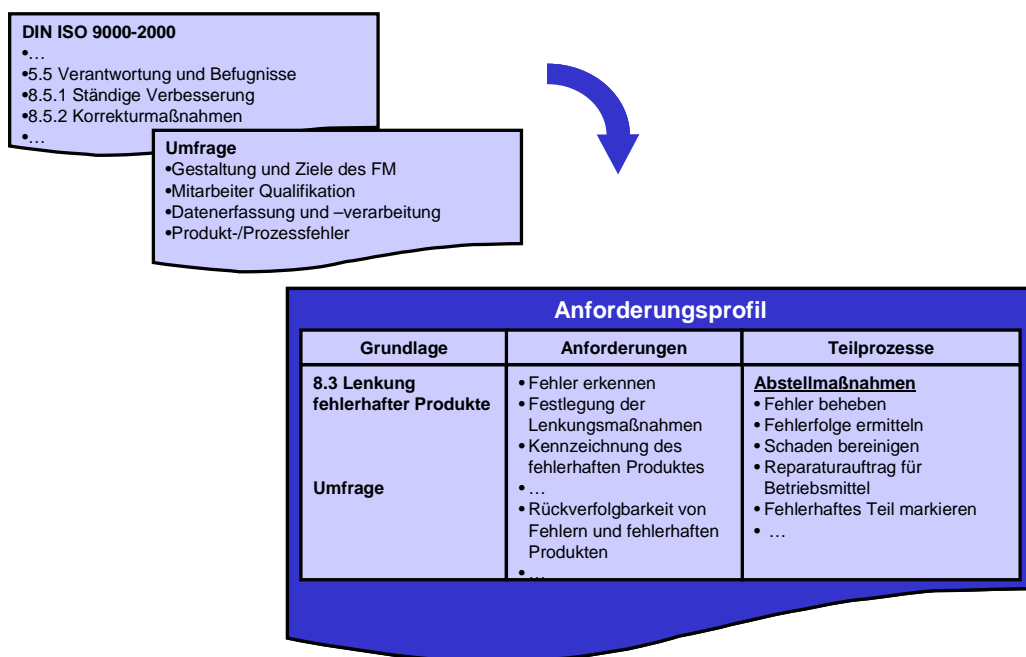 DIN ISO 9000-2000
•…
•5.5 Verantwortung und Befugnisse
•8.5.1 Ständige Verbesserung
•8.5.2 Korrekturmaßnahmen
•…
Umfrage
•Gestaltung und Ziele des FM
•Mitarbeiter Qualifikation
•Datenerfassung und –verarbeitung
•Produkt-/Prozessfehler
Anforderungsprofil
Grundlage
Anforderungen
Teilprozesse
8.3 Lenkung
fehlerhafter Produkte
Umfrage
• Fehler erkennen
• Festlegung der
Lenkungsmaßnahmen
• Kennzeichnung des
fehlerhaften Produktes
• …
• Rückverfolgbarkeit von
Fehlern und fehlerhaften
Produkten
• …
Abstellmaßnahmen
• Fehler beheben
• Fehlerfolge ermitteln
• Schaden bereinigen
• Reparaturauftrag für
Betriebsmittel
• Fehlerhaftes Teil markieren
• …